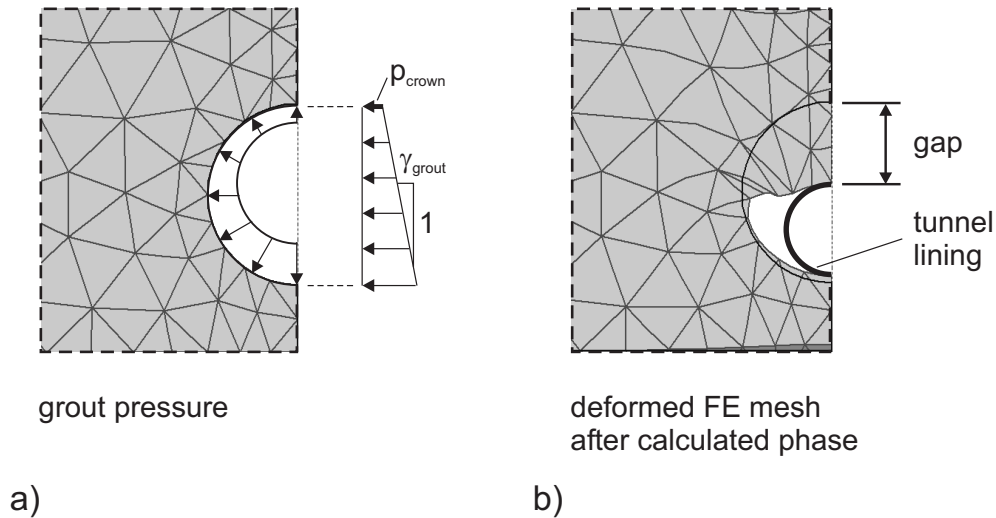 p_crown
γ_grout
1
gap
tunnel
lining
grout pressure
deformed FE mesh
after calculated phase
a)
b)